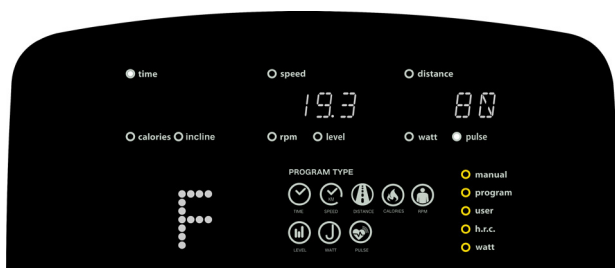 time speed distance
19.3 80
calories incline rpm level watt pulse
PROGRAM TYPE
manual
KM
program
TIME SPEED DISTANCE CALORIES RPM
user
F
h.r.c.
LEVEL WATT PULSE
watt